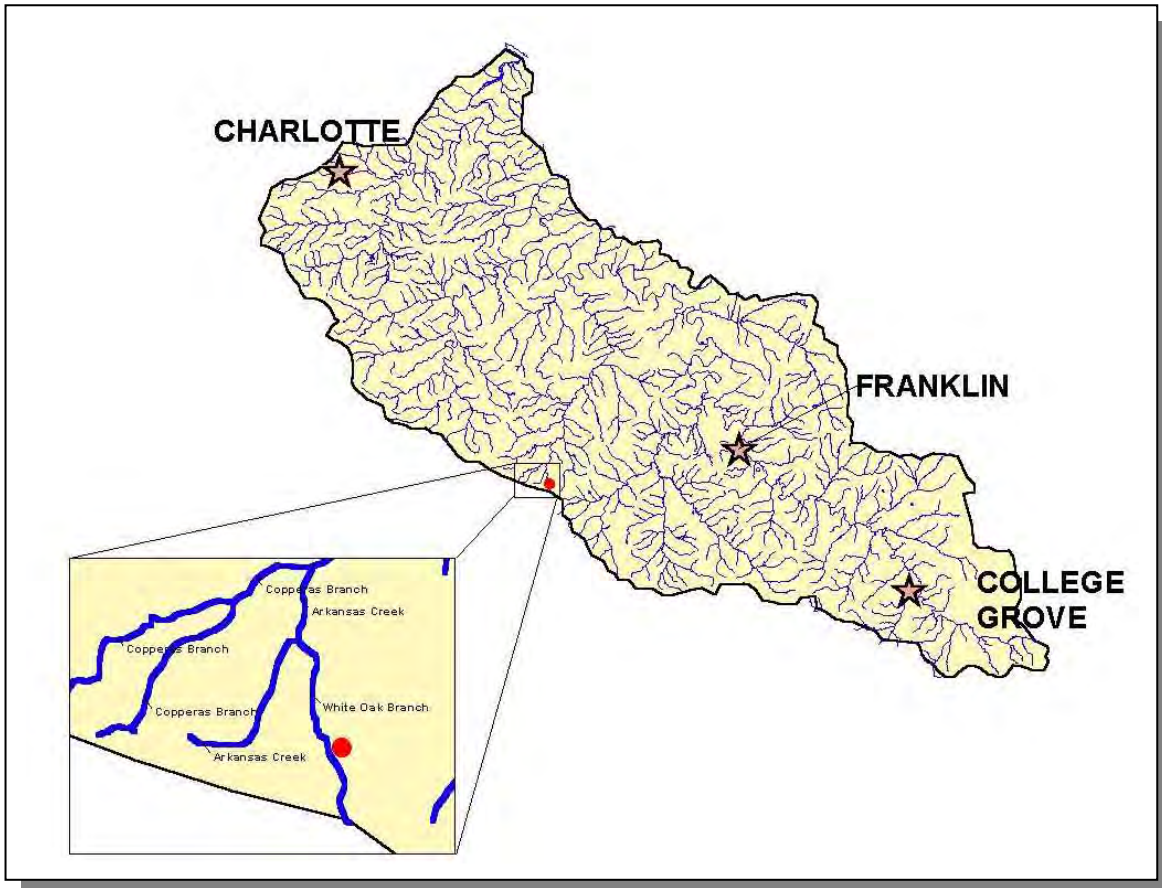 CHARLOTTE
FRANKLIN
COLLEGE
GROVE
Copperas Branch
Arkansas Creek
Copperas Branch
Copperas Branch
White Oak Branch
Arkansas Creek